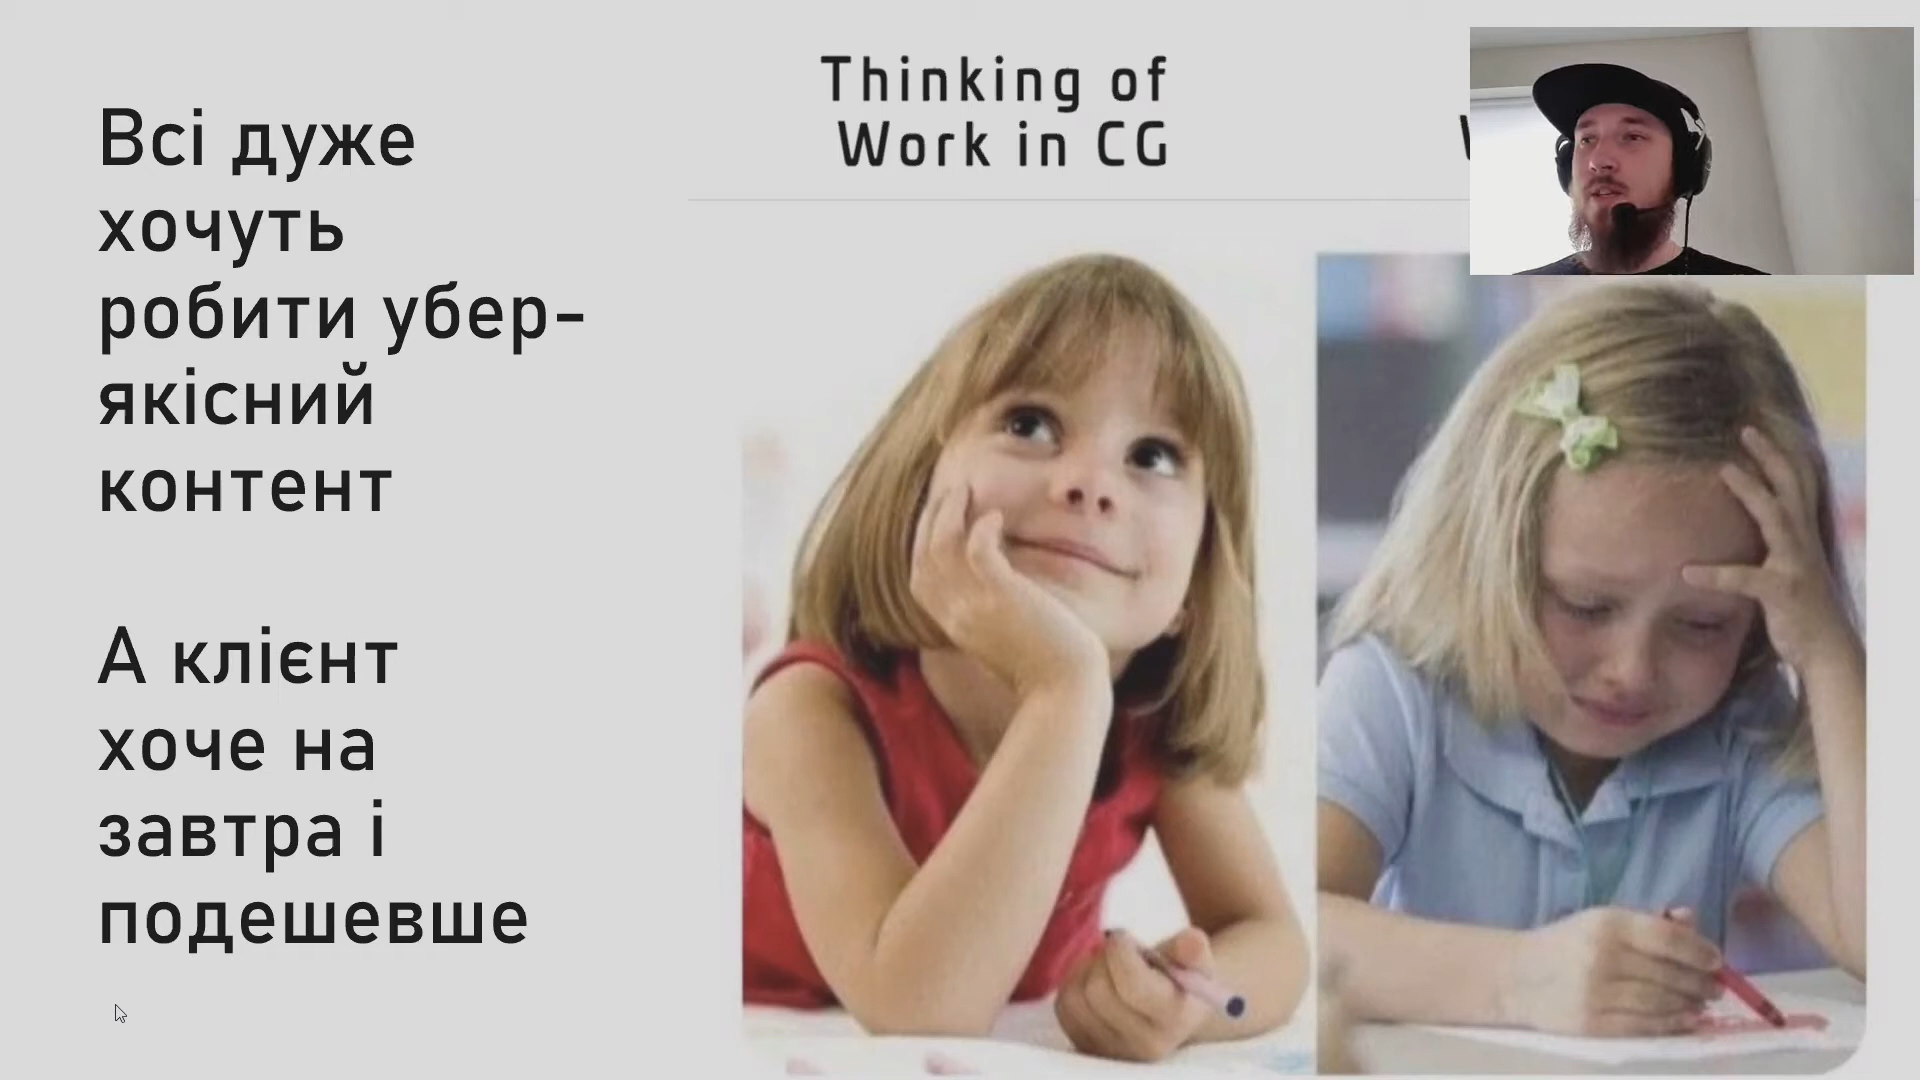 Всі дуже
хочуть
робити убер-
якісний
контент
А клієнт
хоче на
завтра і
подешевше
Thinking of
Work in CG